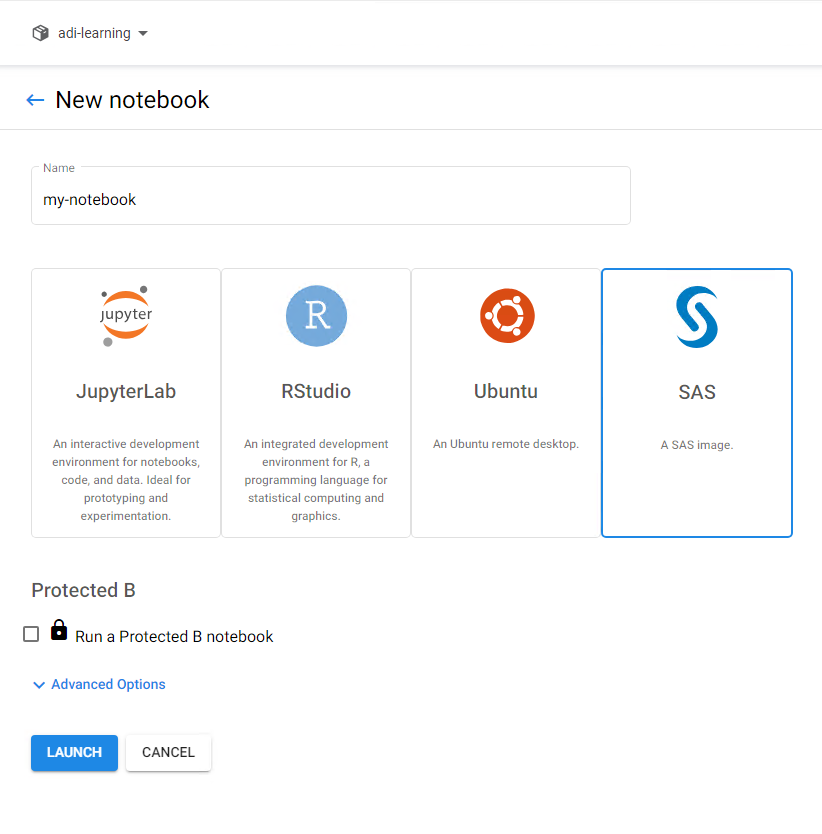 adi-learning
New notebook
Name
my-notebook
jupyter
JupyterLab
An interactive development
environment for notebooks,
code, and data. Ideal for
prototyping and
experimentation.
R
RStudio
An integrated development
environment for R, a
programming language for
statistical computing and
graphics.
Ubuntu
An Ubuntu remote desktop.
SAS
A SAS image.
Protected B
Run a Protected B notebook
Advanced Options
LAUNCH
CANCEL